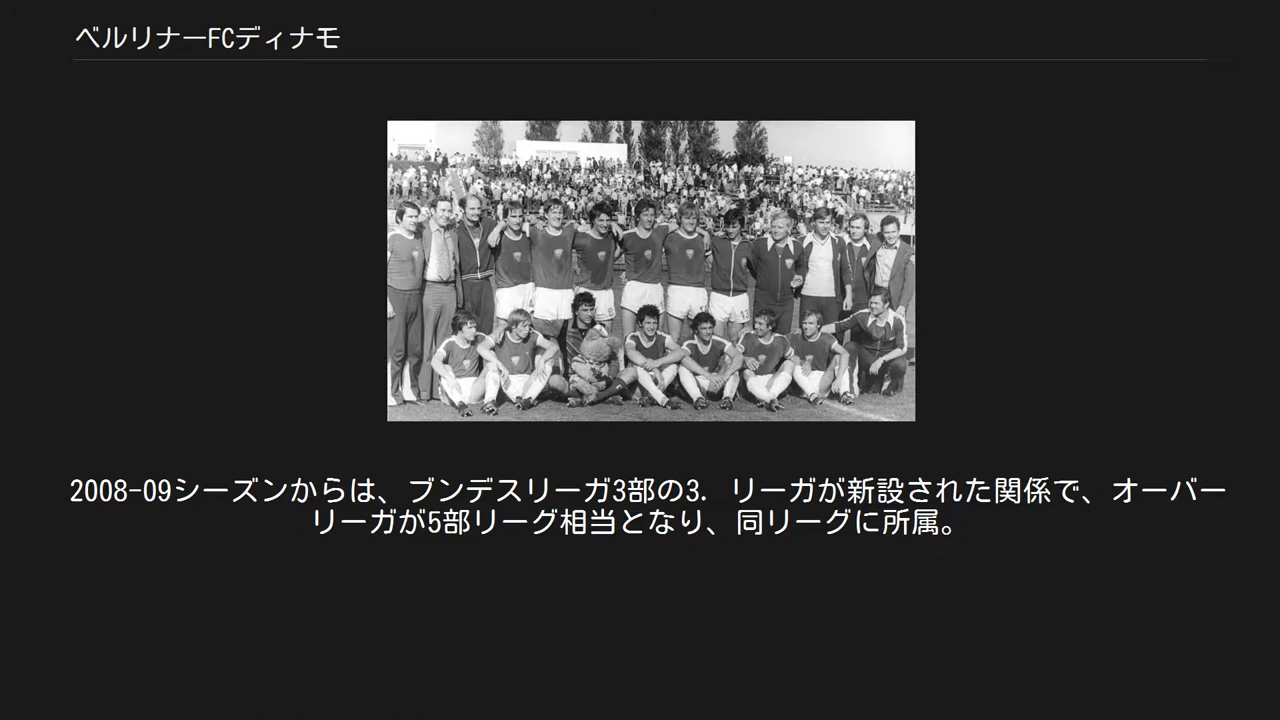 ベルリナーFCディナモ
2008-09シーズンからは、ブンデスリーガ3部の3. リーガが新設された関係で、オーバー
リーガが5部リーグ相当となり、同リーグに所属。